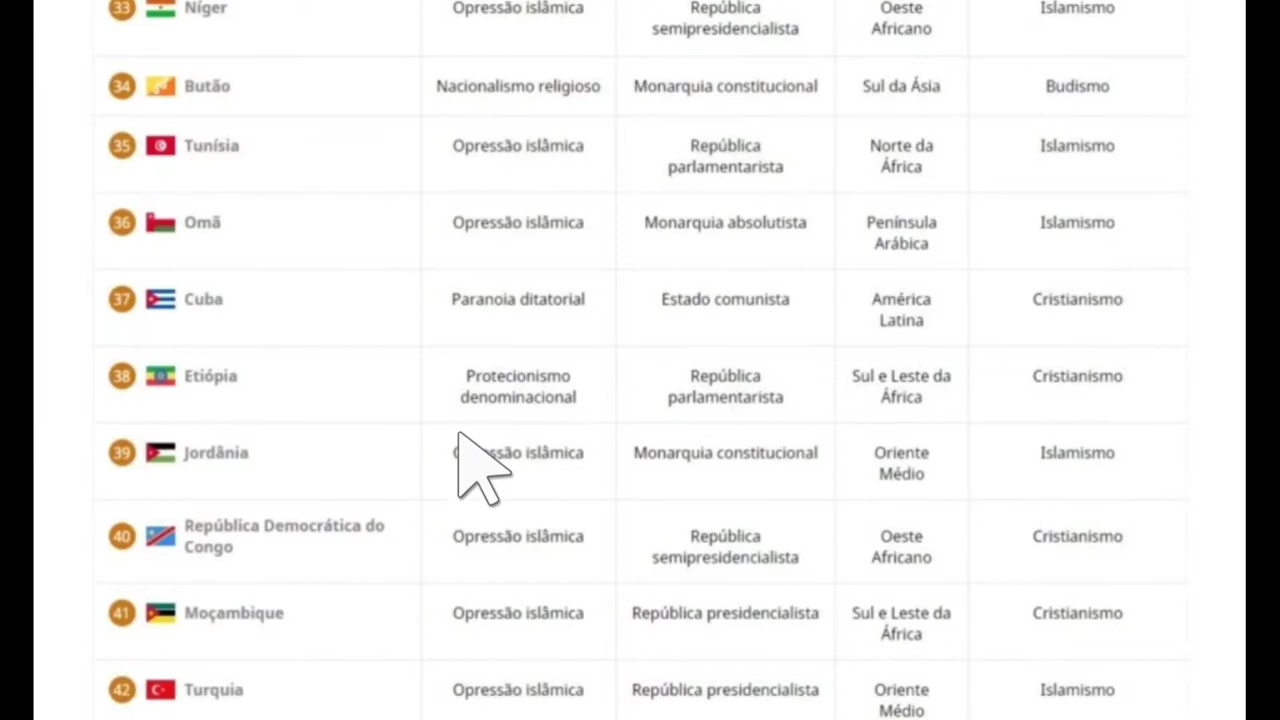 33 Níger Opressão islâmica República Oeste Islamismo
semipresidencialista Africano
34 Butão Nacionalismo religioso Monarquia constitucional Sul da Ásia Budismo
35 Tunísia Opressão islâmica República Norte da Islamismo
parlamentarista África
36 Omã Opressão islâmica Monarquia absolutista Península Islamismo
Arábica
37 Cuba Paranoia ditatorial Estado comunista América Cristianismo
Latina
38 Etiópia Protecionismo República Sul e Leste da Cristianismo
denominacional parlamentarista África
39 Jordânia islâmica Monarquia constitucional Oriente Islamismo
Médio
República Democrática do
40 Congo Opressão islâmica República Oeste Cristianismo
semipresidencialista Africano
41 Moçambique Opressão islâmica República presidencialista Sul e Leste da Cristianismo
África
42 Turquia Opressão islâmica República presidencialista Oriente Islamismo
Médio